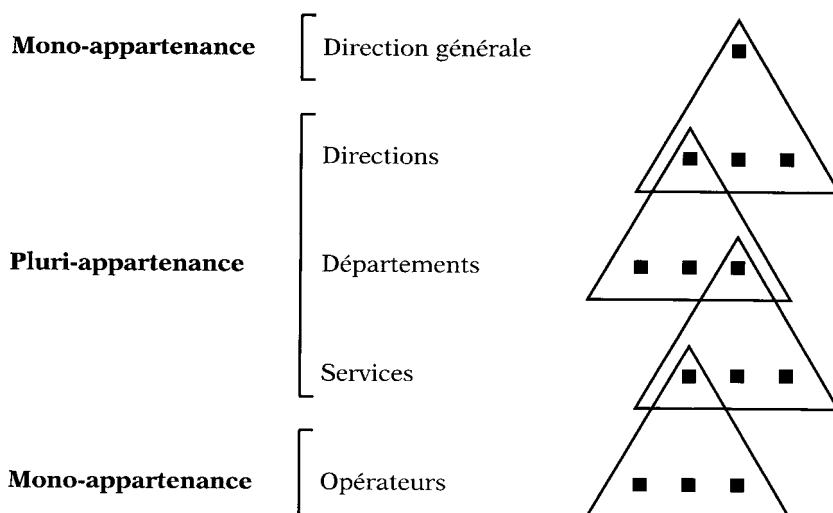 Mono-appartenance Direction générale
Directions
Pluri-appartenance Départements
Services
Mono-appartenance Opérateurs